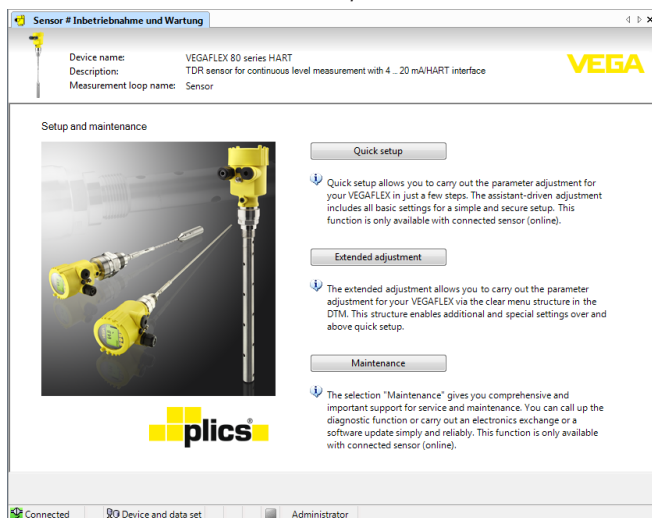 Sensor # Inbetriebnahme und Wartung
Device name: VEGAFLEX 80 series HART
Description: TDR sensor for continuous level measurement with 4 ... 20 mA/HART interface
Measurement loop name: Sensor
VEGA
Setup and maintenance
Quick setup
Quick setup allows you to carry out the parameter adjustment for
your VEGAFLEX in just a few steps. The assistant-driven adjustment
includes all basic settings for a simple and secure setup. This
function is only available with connected sensor (online).
Extended adjustment
The extended adjustment allows you to carry out the parameter
adjustment for your VEGAFLEX via the clear menu structure in the
DTM. This structure enables additional and special settings over and
above quick setup.
Maintenance
The selection "Maintenance" gives you comprehensive and
important support for service and maintenance. You can call up the
diagnostic function or carry out an electronics exchange or a
software update simply and reliably. This function is only available
with connected sensor (online).
plics®
Connected Device and data set Administrator